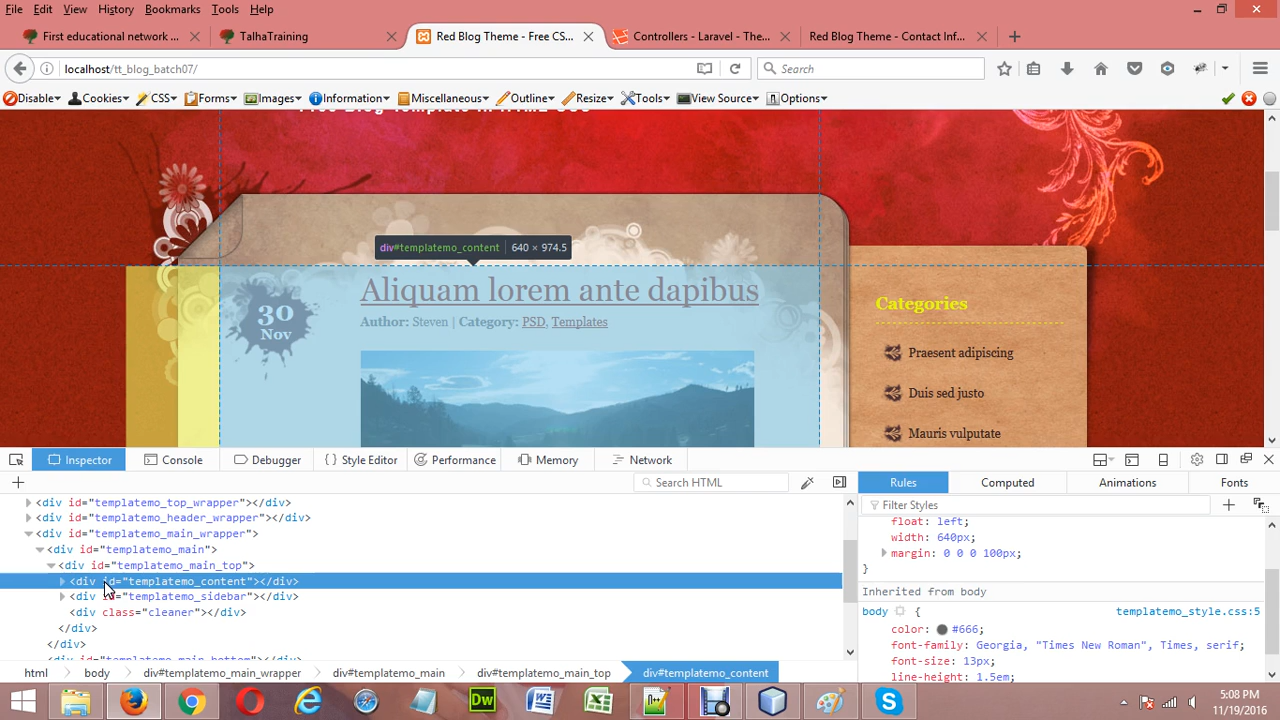 File Edit View History Bookmarks Tools Help
First educational network ... TalhaTraining Red Blog Theme - Free CS... Controllers - Laravel - The... Red Blog Theme - Contact Inf...
localhost/tt_blog_batch07/ Search
Disable Cookies CSS Forms Images Information Miscellaneous Outline Resize Tools View Source Options
div#templatemo_content 640 × 974.5
30
Nov
Aliquam lorem ante dapibus
Author: Steven | Category: PSD, Templates
Categories
Praesent adipiscing
Duis sed justo
Mauris vulputate
Inspector Console Debugger Style Editor Performance Memory Network
Search HTML
Rules Computed Animations Fonts
Filter Styles
<div id="templatemo_top_wrapper"></div>
<div id="templatemo_header_wrapper"></div>
<div id="templatemo_main_wrapper">
<div id="templatemo_main">
<div id="templatemo_main_top">
<div id="templatemo_content"></div>
<div id="templatemo_sidebar"></div>
<div class="cleaner"></div>
</div>
</div>
<div id="templatemo_main_bottom"></div>
float: left;
width: 640px;
margin: 0 0 0 100px;
}
Inherited from body
body { templatemo_style.css:5
color: #666;
font-family: Georgia, "Times New Roman", Times, serif;
font-size: 13px;
line-height: 1.5em;
html body div#templatemo_main_wrapper div#templatemo_main div#templatemo_main_top div#templatemo_content
Dw
5:08 PM
11/19/2016